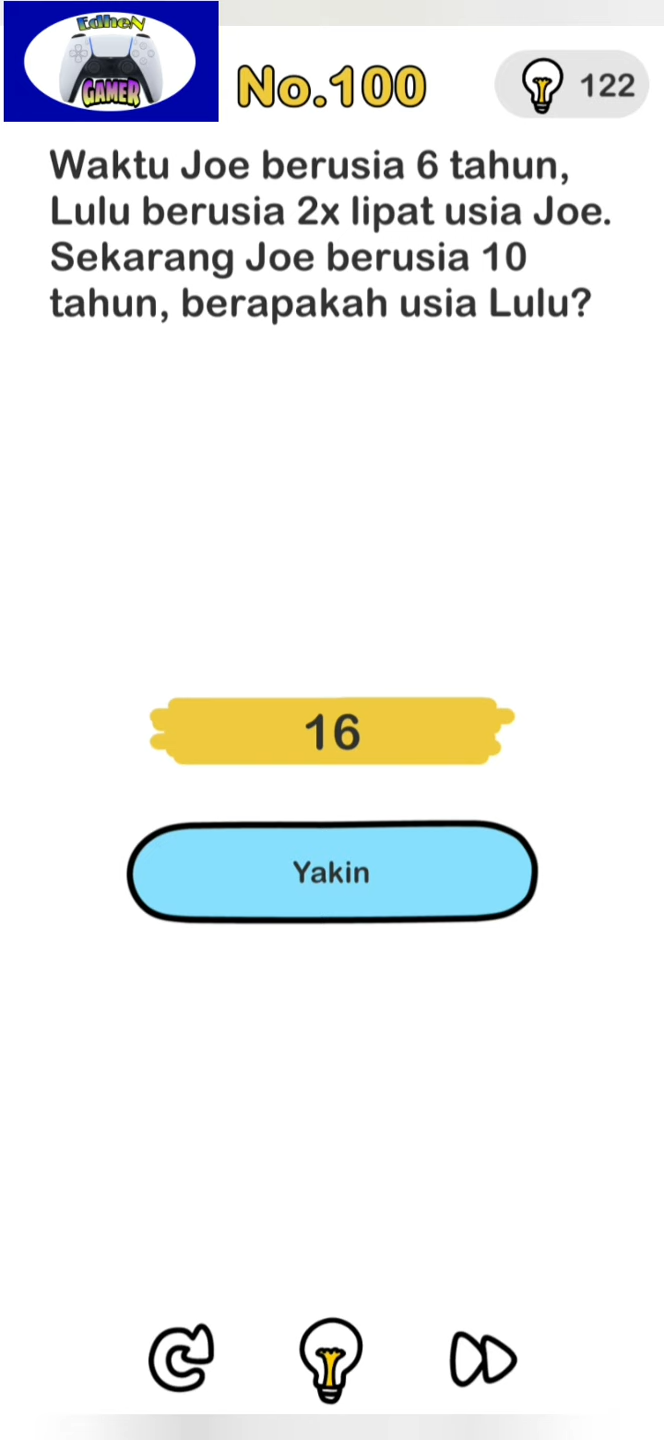 EdheN
GAMER
No.100
122
Waktu Joe berusia 6 tahun,
Lulu berusia 2x lipat usia Joe.
Sekarang Joe berusia 10
tahun, berapakah usia Lulu?
16
Yakin